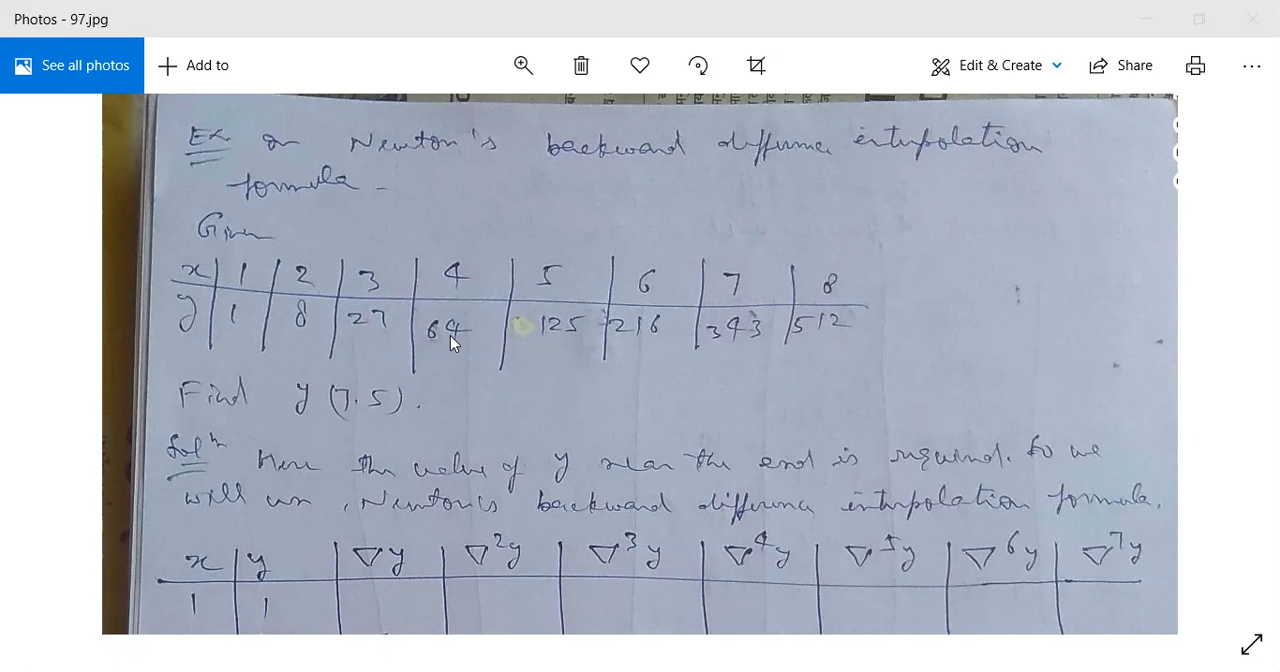 Photos - 97.jpg
See all photos
Add to
Edit & Create
Share
Ex on Newton's backward difference interpolation
formula -
Given
x | 1 | 2 | 3 | 4 | 5 | 6 | 7 | 8
y | 1 | 8 | 27 | 64 | 125 | 216 | 343 | 512
Find y (7.5).
Solⁿ Here the value of y near the end is required. So we
will use, Newton's backward difference interpolation formula.
x | y | ∇y | ∇²y | ∇³y | ∇⁴y | ∇⁵y | ∇⁶y | ∇⁷y
1 | 1